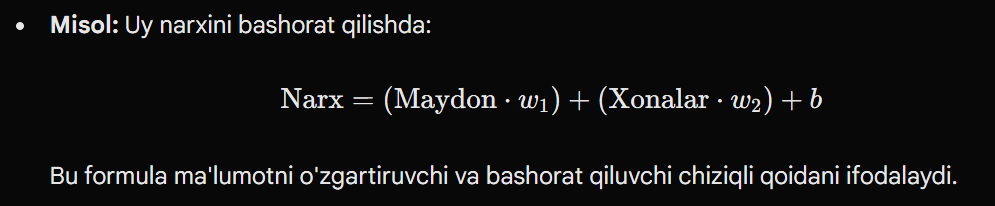 • Misol: Uy narxini bashorat qilishda:
Narx = (Maydon · w₁) + (Xonalar · w₂) + b
Bu formula ma'lumotni o'zgartiruvchi va bashorat qiluvchi chiziqli qoidani ifodalaydi.